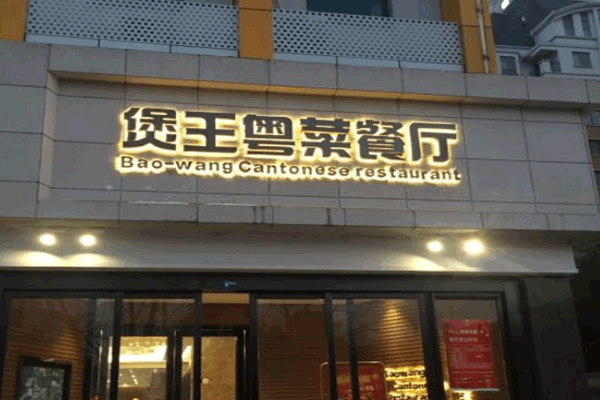 煲王粤菜餐厅
Bao-wang Cantonese restaurant